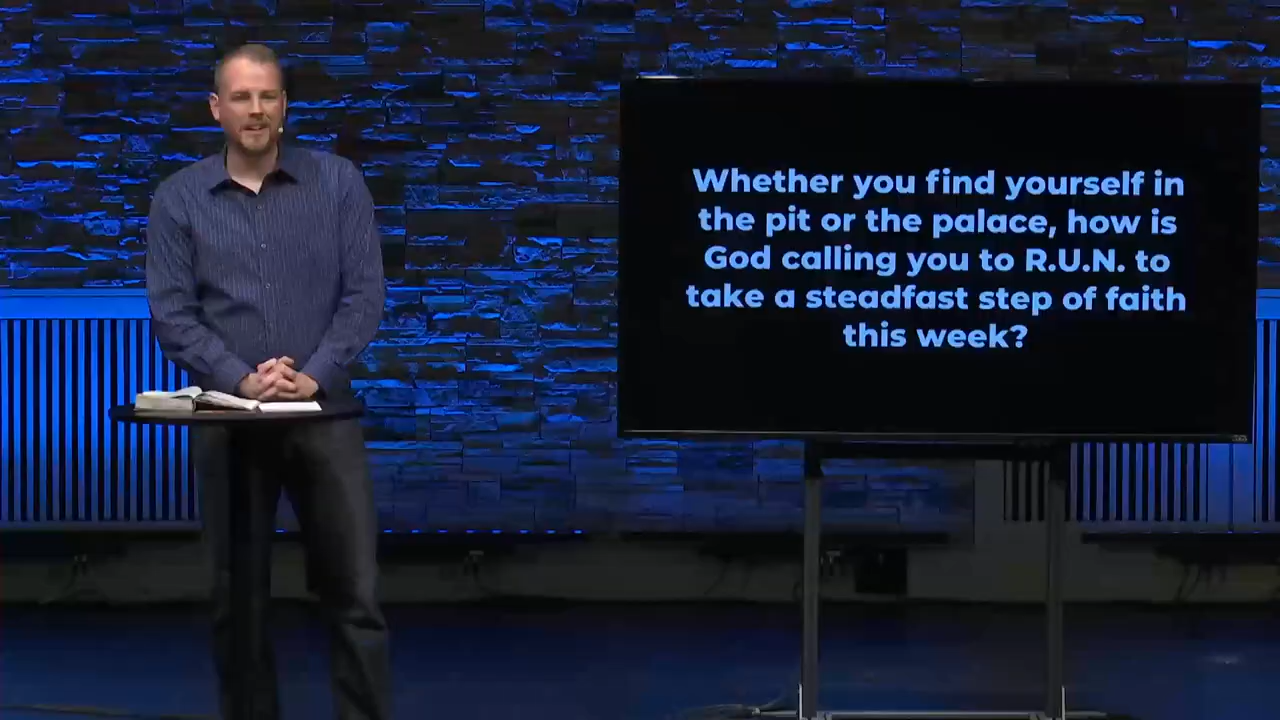 Whether you find yourself in
the pit or the palace, how is
God calling you to R.U.N. to
take a steadfast step of faith
this week?